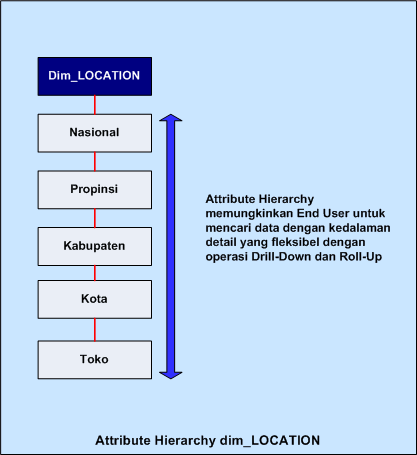 Dim_LOCATION
Nasional
Propinsi
Kabupaten
Kota
Toko
Attribute Hierarchy
memungkinkan End User untuk
mencari data dengan kedalaman
detail yang fleksibel dengan
operasi Drill-Down dan Roll-Up
Attribute Hierarchy dim_LOCATION